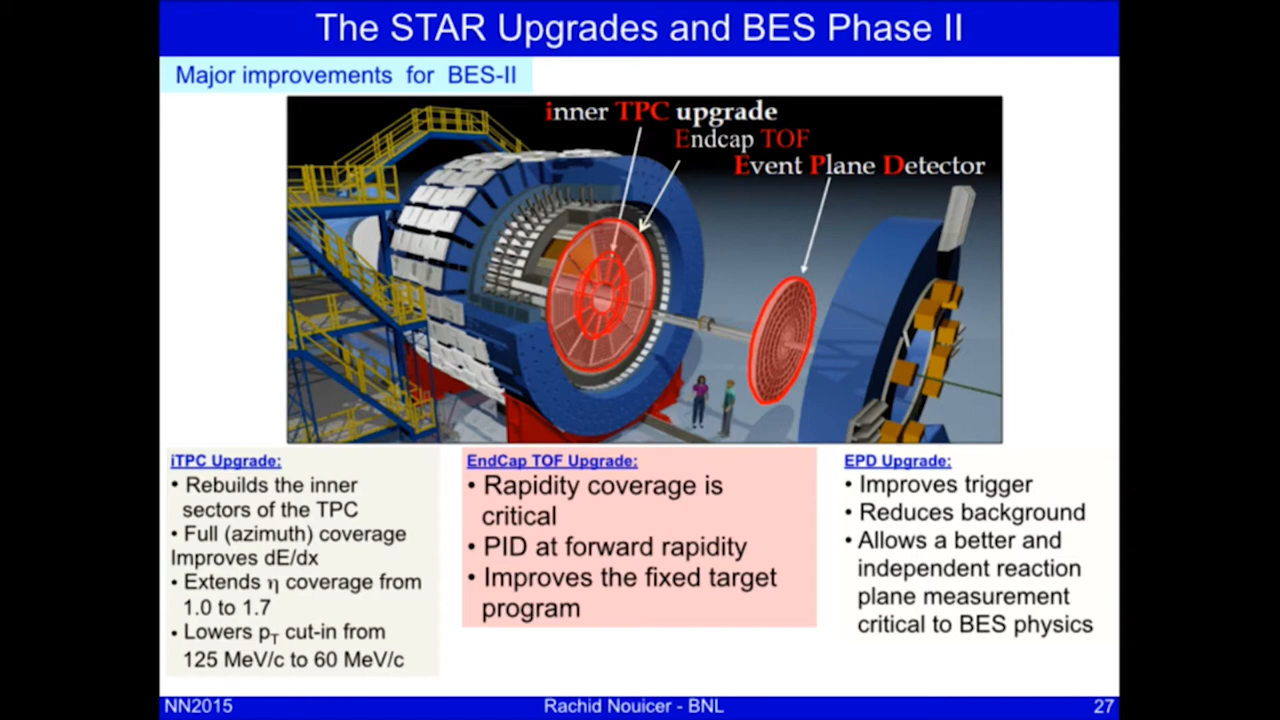 The STAR Upgrades and BES Phase II
Major improvements for BES-II
inner TPC upgrade
Endcap TOF
Event Plane Detector
iTPC Upgrade:
• Rebuilds the inner
sectors of the TPC
• Full (azimuth) coverage
Improves dE/dx
• Extends η coverage from
1.0 to 1.7
• Lowers pT cut-in from
125 MeV/c to 60 MeV/c
EndCap TOF Upgrade:
• Rapidity coverage is
critical
• PID at forward rapidity
• Improves the fixed target
program
EPD Upgrade:
• Improves trigger
• Reduces background
• Allows a better and
independent reaction
plane measurement
critical to BES physics
NN2015
Rachid Nouicer - BNL
27